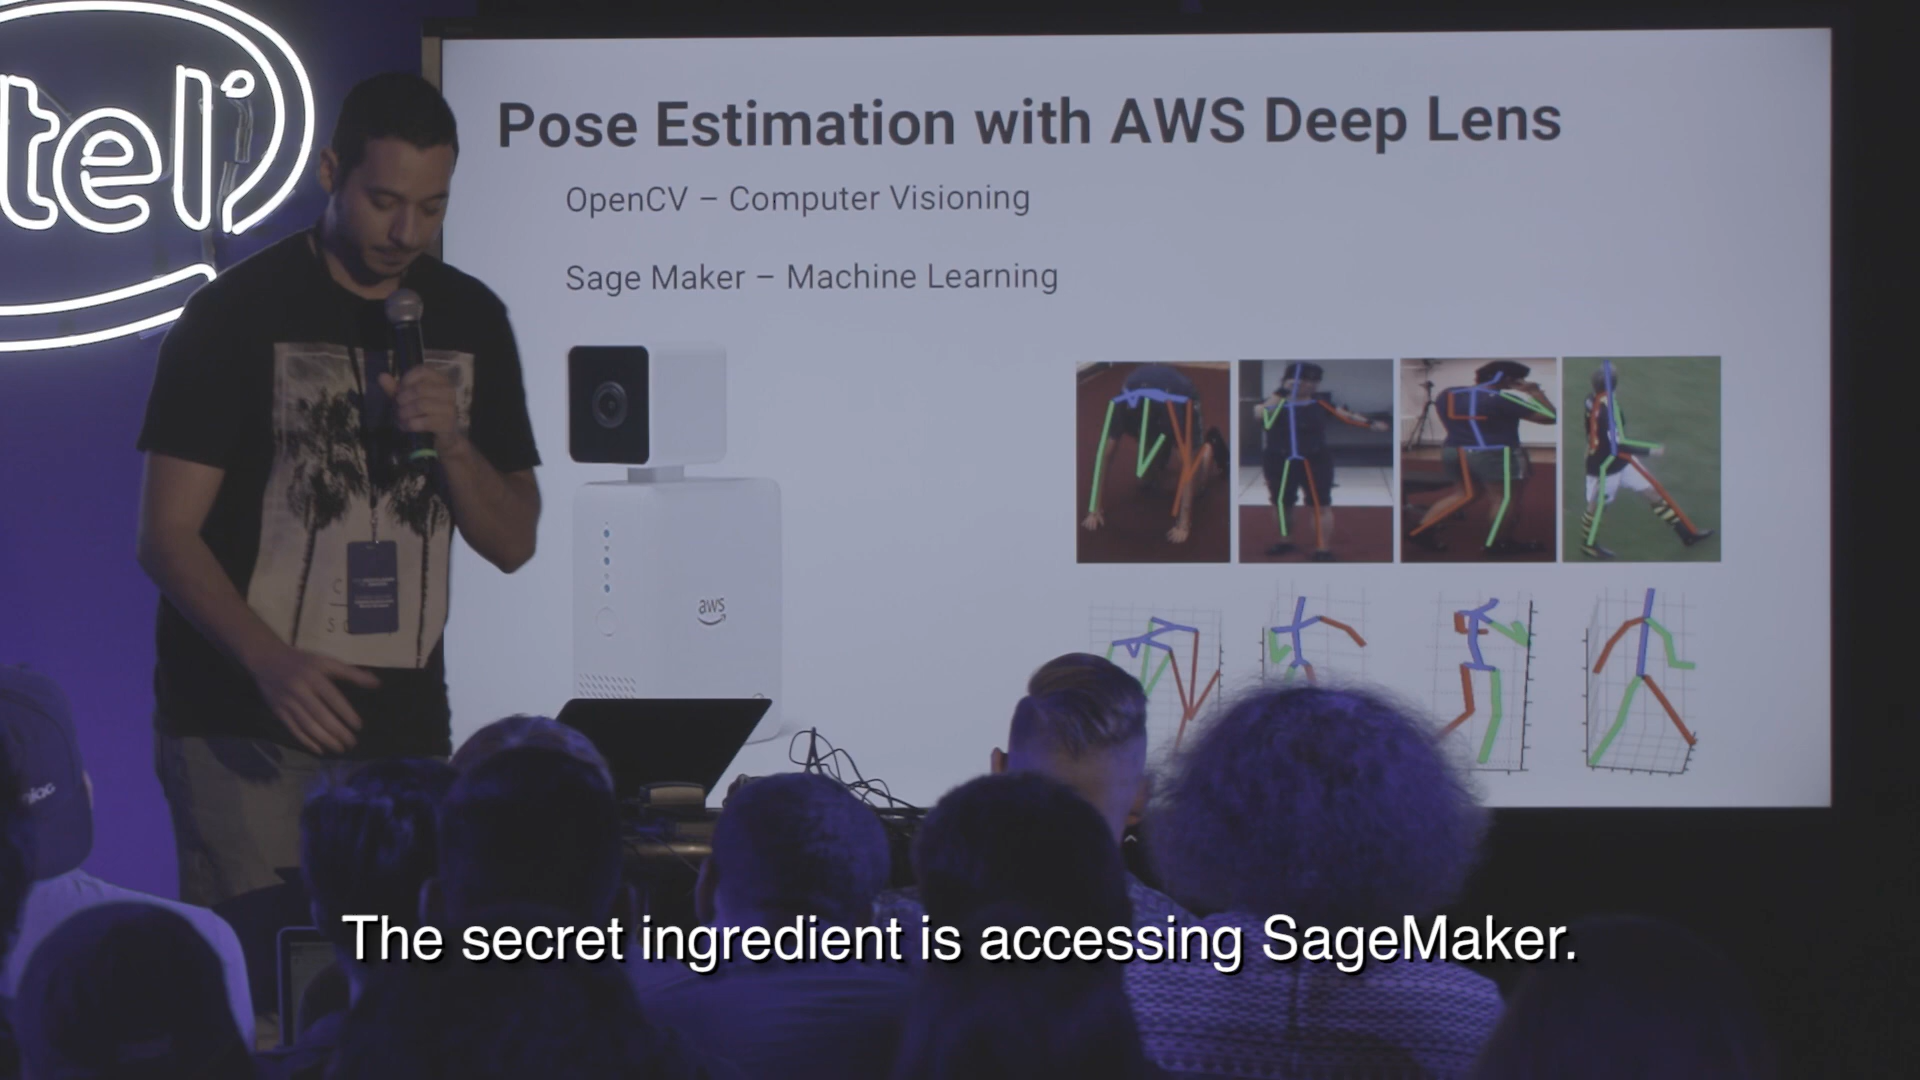 tel
Pose Estimation with AWS Deep Lens
OpenCV – Computer Visioning
Sage Maker – Machine Learning
aws
The secret ingredient is accessing SageMaker.